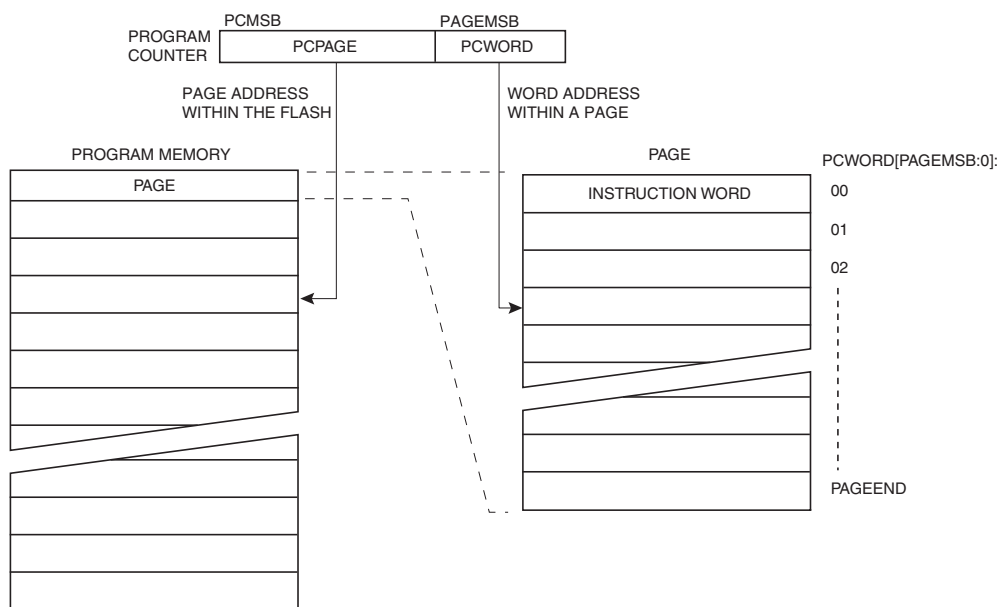 PCMSB
PAGEMSB
PROGRAM
COUNTER
PCPAGE
PCWORD
PAGE ADDRESS
WITHIN THE FLASH
WORD ADDRESS
WITHIN A PAGE
PROGRAM MEMORY
PAGE
PAGE
PCWORD[PAGEMSB:0]:
INSTRUCTION WORD
00
01
02
PAGEEND